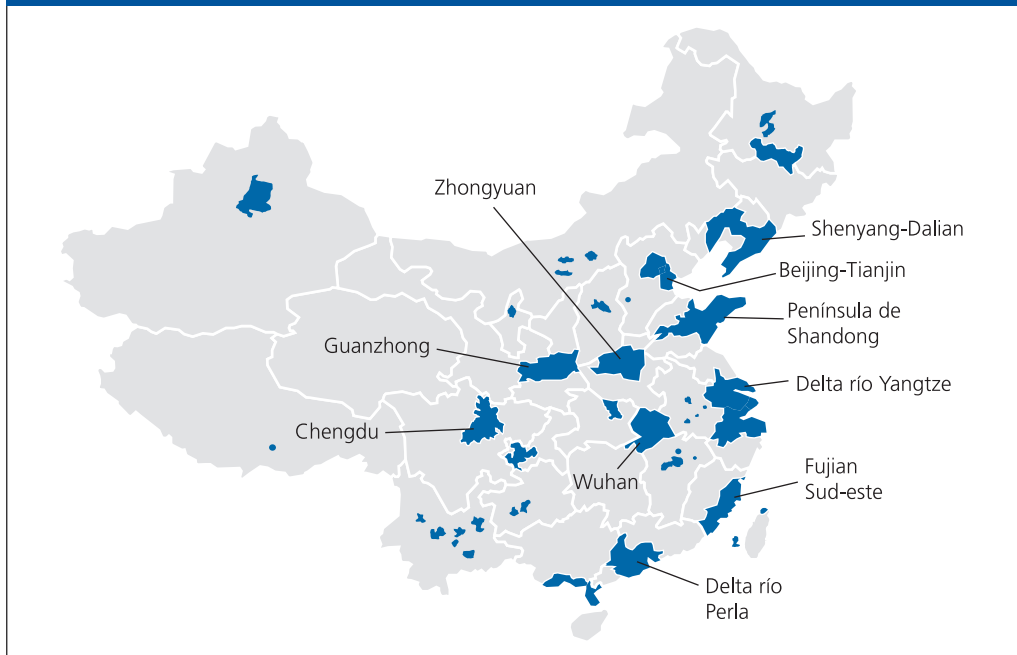 Zhongyuan
Shenyang-Dalian
Beijing-Tianjin
Península de
Shandong
Guanzhong
Delta río Yangtze
Chengdu
Wuhan
Fujian
Sud-este
Delta río
Perla